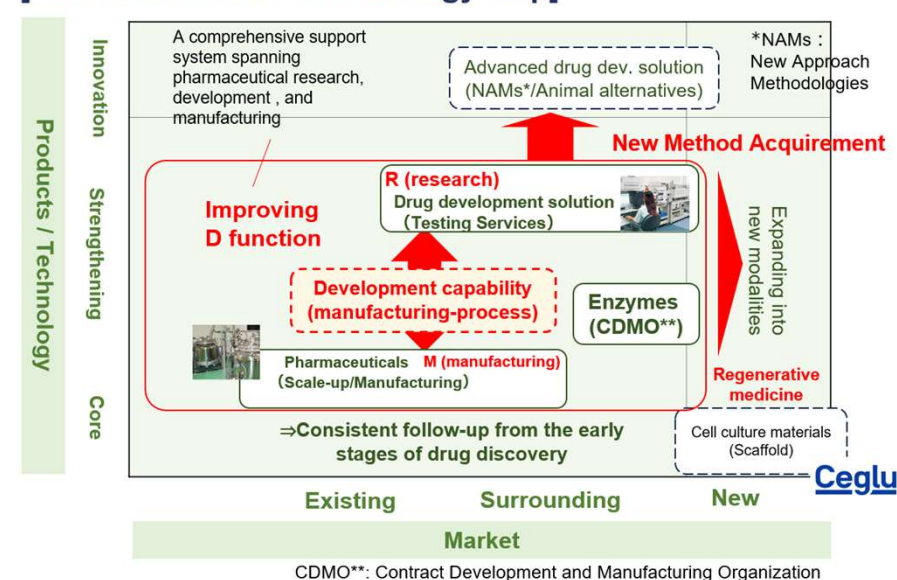 A comprehensive support
system spanning
pharmaceutical research,
development , and
manufacturing
Advanced drug dev. solution
(NAMs*/Animal alternatives)
*NAMs :
New Approach
Methodologies
New Method Acquirement
Products / Technology
Innovation
Strengthening
Core
Improving
D function
R (research)
Drug development solution
(Testing Services)
Development capability
(manufacturing-process)
Enzymes
(CDMO**)
Expanding into
new modalities
Pharmaceuticals M (manufacturing)
(Scale-up/Manufacturing)
Regenerative
medicine
⇒Consistent follow-up from the early
stages of drug discovery
Cell culture materials
(Scaffold)
Ceglu
Existing Surrounding New
Market
CDMO**: Contract Development and Manufacturing Organization